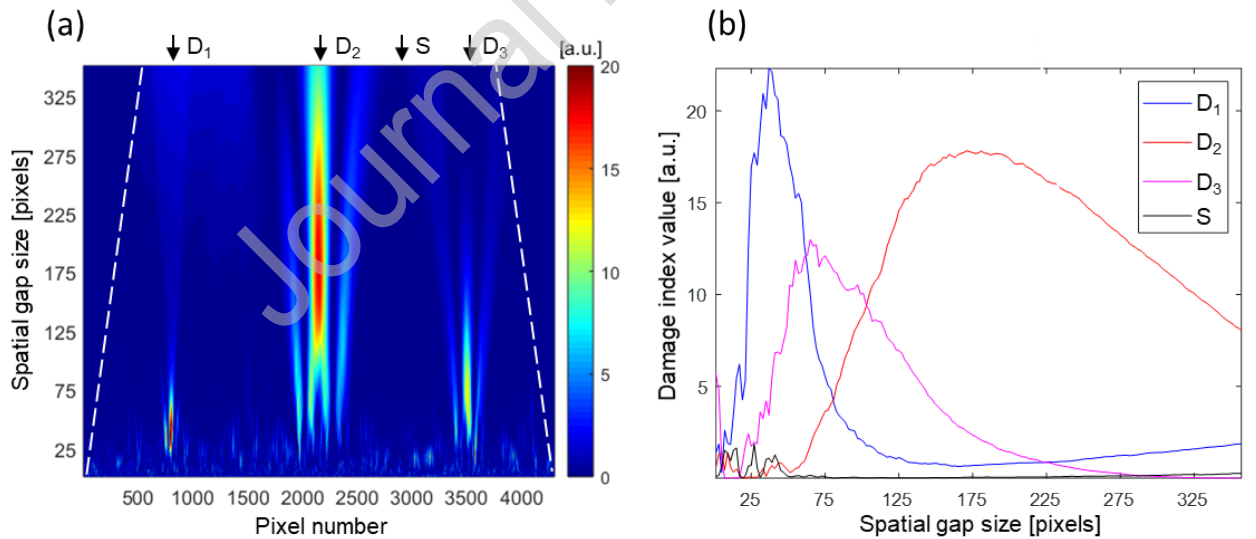 (a)
D₁
D₂
S
D₃
[a.u.]
Spatial gap size [pixels]
325
275
225
175
125
75
25
500 1000 1500 2000 2500 3000 3500 4000
Pixel number
20
15
10
5
0
Journal
(b)
Damage index value [a.u.]
20
15
10
5
25 75 125 175 225 275 325
Spatial gap size [pixels]
D₁
D₂
D₃
S